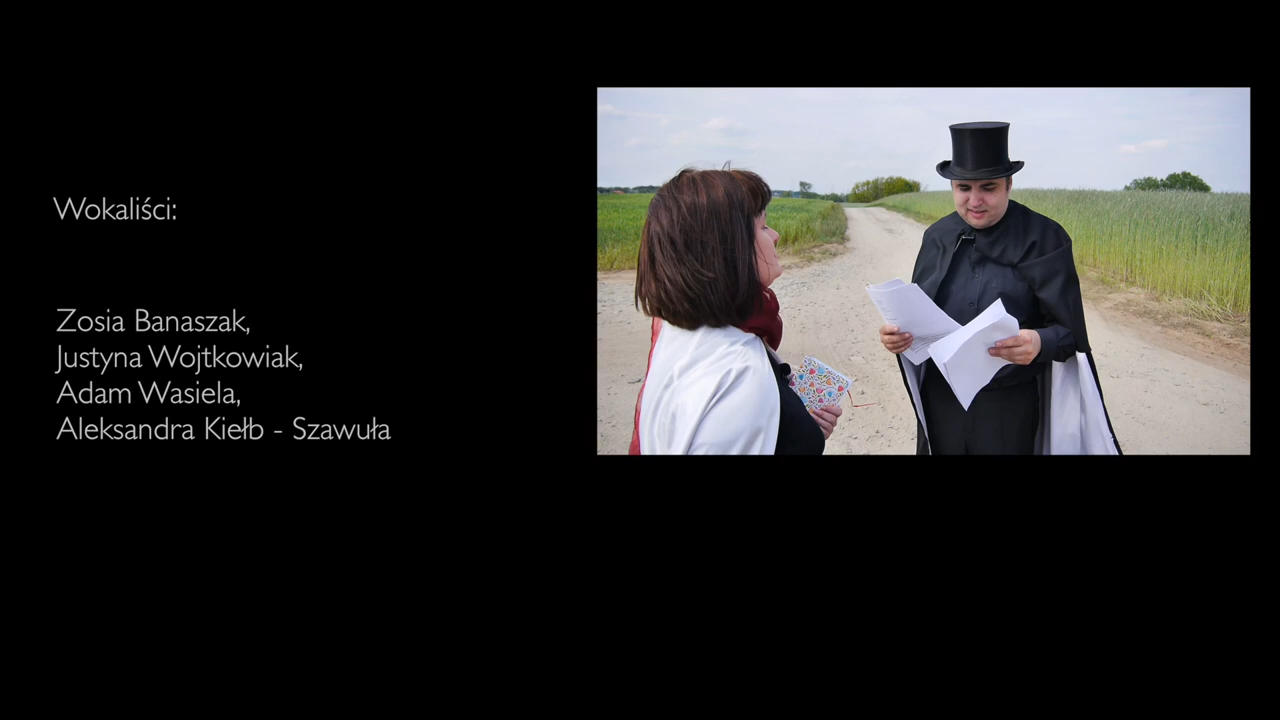 Wokaliści:
Zosia Banaszak,
Justyna Wojtkowiak,
Adam Wasiela,
Aleksandra Kiełb - Szawuła